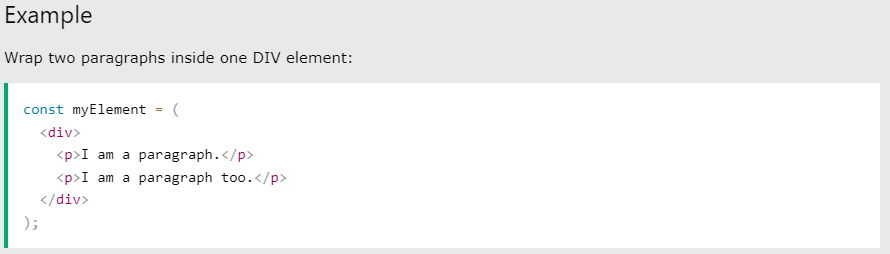 Example
Wrap two paragraphs inside one DIV element:
const myElement = (
  <div>
    <p>I am a paragraph.</p>
    <p>I am a paragraph too.</p>
  </div>
);